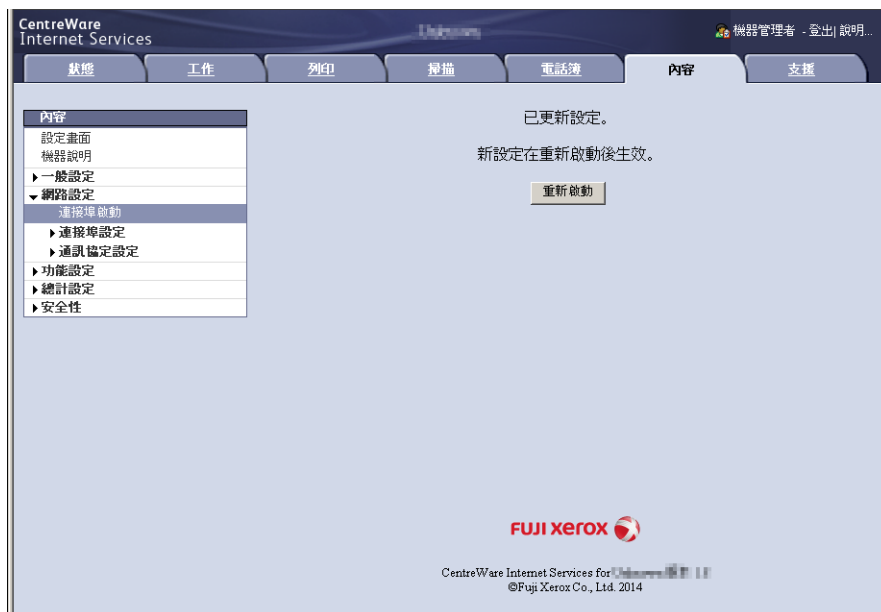 CentreWare
Internet Services
機器管理者 - 登出| 說明...
狀態 工作 列印 掃描 電話簿 內容 支援
內容
設定畫面
機器說明
一般設定
網路設定
連接埠啟動
連接埠設定
通訊協定設定
功能設定
總計設定
安全性
已更新設定。
新設定在重新啟動後生效。
重新啟動
FUJI xerox
CentreWare Internet Services for
©Fuji Xerox Co., Ltd. 2014